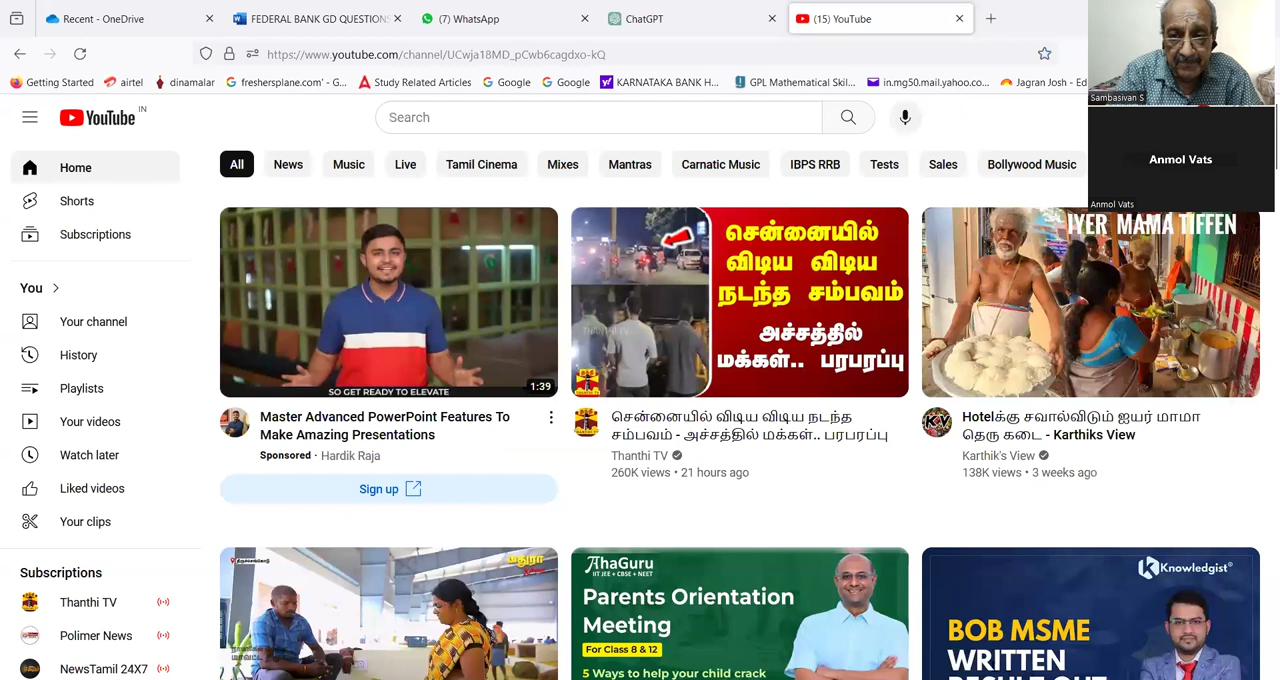 Recent - OneDrive
FEDERAL BANK GD QUESTIONS
(7) WhatsApp
ChatGPT
(15) YouTube
https://www.youtube.com/channel/UCwja18MD_pCwb6cagdxo-kQ
Getting Started
airtel
dinamalar
freshersplane.com' - G...
Study Related Articles
Google
Google
KARNATAKA BANK H...
GPL Mathematical Skil...
in.mg50.mail.yahoo.co...
Jagran Josh - Ed
Sambasivan S
Anmol Vats
Anmol Vats
YouTube IN
Search
Home
Shorts
Subscriptions
You
Your channel
History
Playlists
Your videos
Watch later
Liked videos
Your clips
Subscriptions
Thanthi TV
Polimer News
NewsTamil 24X7
All
News
Music
Live
Tamil Cinema
Mixes
Mantras
Carnatic Music
IBPS RRB
Tests
Sales
Bollywood Music
SO GET READY TO ELEVATE
1:39
Master Advanced PowerPoint Features To
Make Amazing Presentations
Sponsored · Hardik Raja
Sign up
THANTHI TV
சென்னையில்
விடிய விடிய
நடந்த சம்பவம்
அச்சத்தில்
மக்கள்.. பரபரப்பு
சென்னையில் விடிய விடிய நடந்த
சம்பவம் - அச்சத்தில் மக்கள்.. பரபரப்பு
Thanthi TV
260K views · 21 hours ago
IYER MAMA TIFFEN
KV
Hotelக்கு சவால்விடும் ஐயர் மாமா
தெரு கடை - Karthiks View
Karthik's View
138K views · 3 weeks ago
AhaGuru
IIT JEE + CBSE + NEET
Parents Orientation
Meeting
For Class 8 & 12
5 Ways to help your child crack
Knowledgist®
BOB MSME
WRITTEN
RESULT OUT